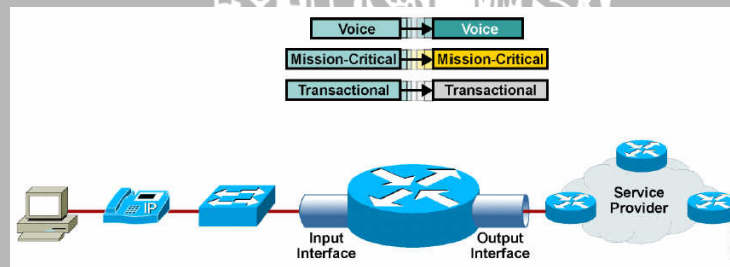 Voice
Voice
Mission-Critical
Mission-Critical
Transactional
Transactional
IP
Service
Provider
Input
Interface
Output
Interface